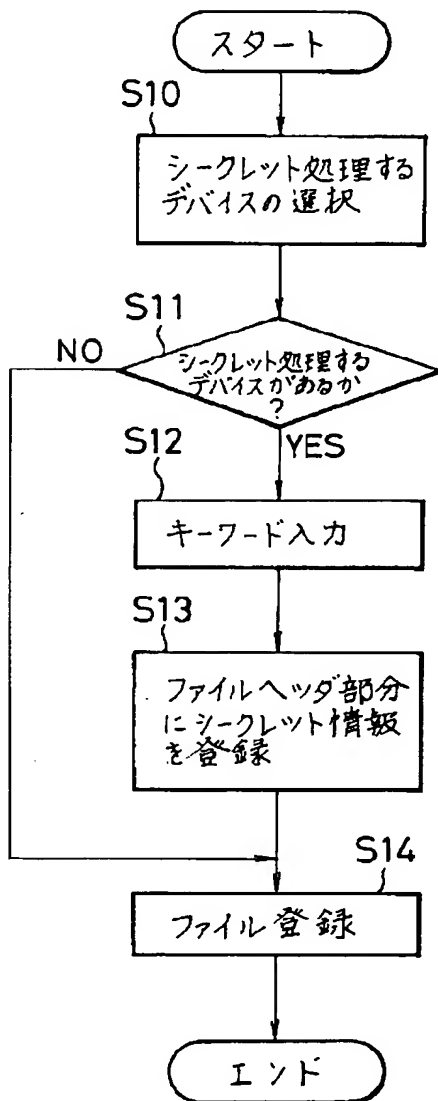 スタート
S10
シークレット処理する
デバイスの選択
S11
NO
シークレット処理する
デバイスがあるか
?
YES
S12
キーワード入力
S13
ファイルヘッダ部分
にシークレット情報
を登録
S14
ファイル登録
エンド